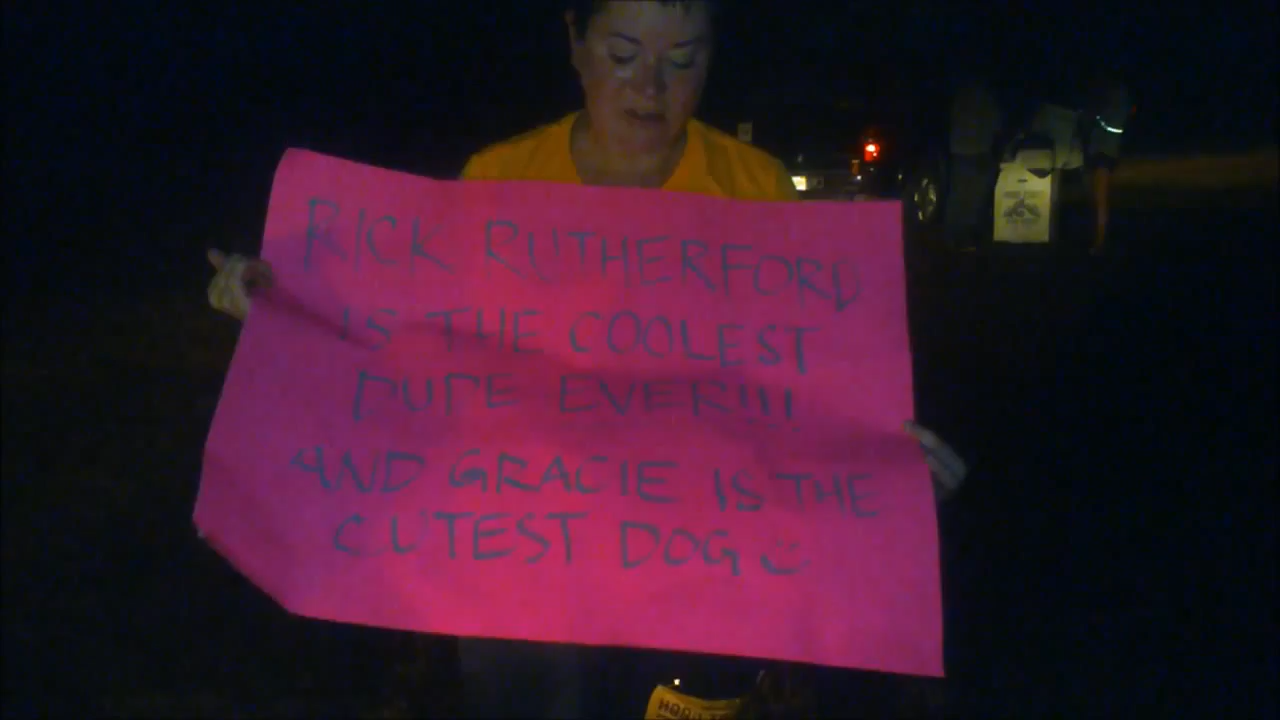 RICK RUTHERFORD
IS THE COOLEST
DUDE EVER!!!
AND GRACIE IS THE
CUTEST DOG